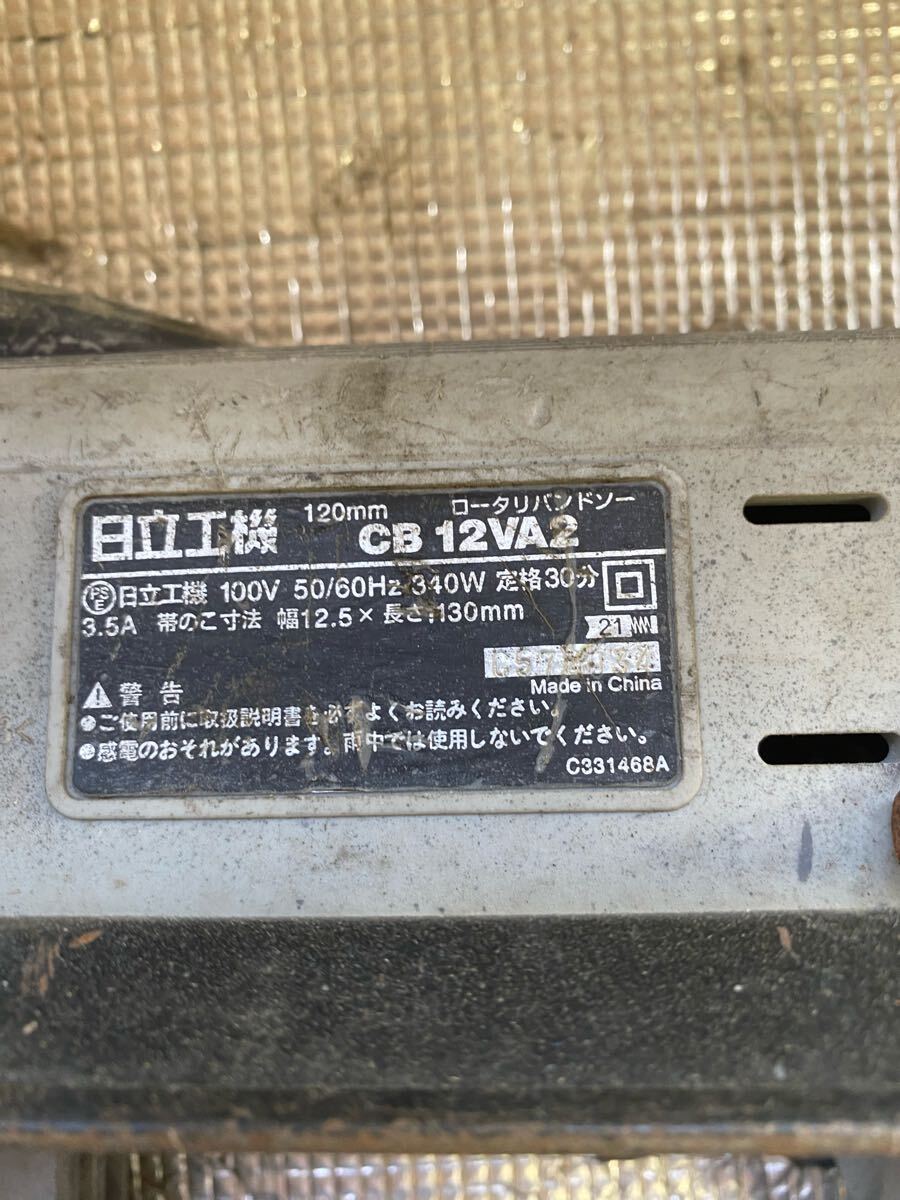 日立工機 120mm ロータリバンドソー
CB 12VA2
PSE 日立工機 100V 50/60Hz 340W 定格30分
3.5A 帯のこ寸法 幅12.5×長さ1130mm
21
Made in China
警告
●ご使用前に取扱説明書を必ずよくお読みください。
●感電のおそれがあります。雨中では使用しないでください。
C331468A